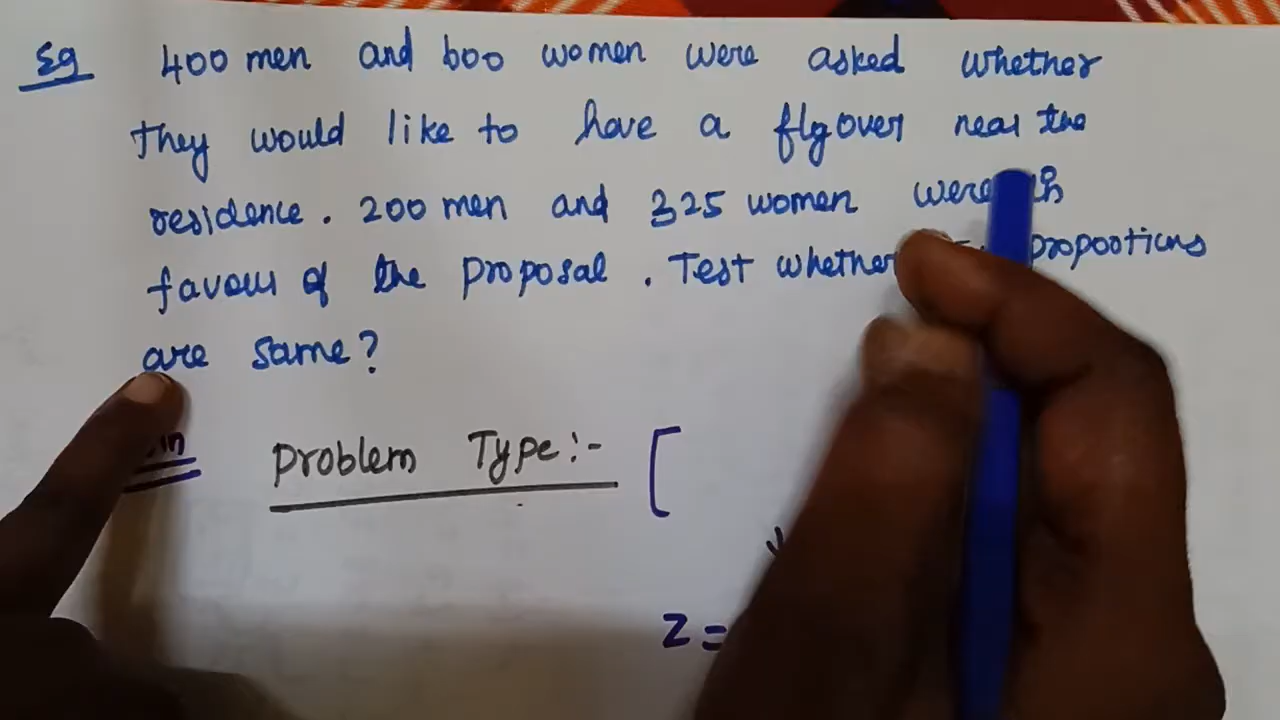 Eg 400 men and 600 women were asked whether
they would like to have a flyover near the
residence. 200 men and 325 women were
favour of the proposal. Test whether proportions
are same?
Problem Type:- [
Z =